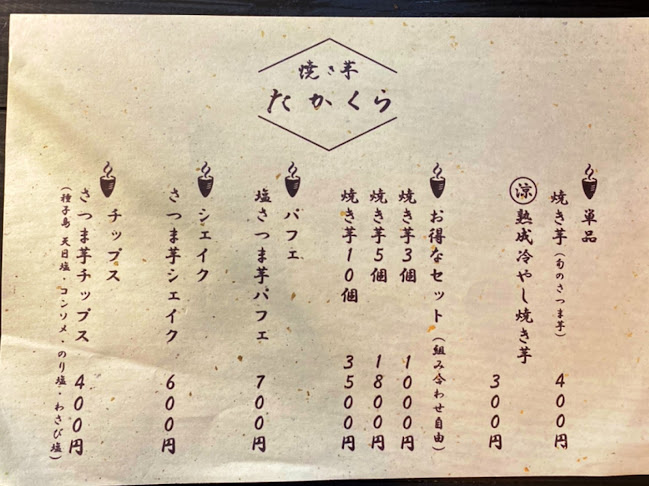 焼き芋
たかくら
単品
焼き芋(旬のさつま芋) 400円
涼 熟成冷やし焼き芋
300円
お得なセット(組み合わせ自由)
焼き芋3個 1000円
焼き芋5個 1800円
焼き芋10個 3500円
パフェ
塩さつま芋パフェ 700円
シェイク
さつま芋シェイク 600円
チップス
さつま芋チップス 400円
(種子島 天日塩・コンソメ・のり塩・わさび塩)